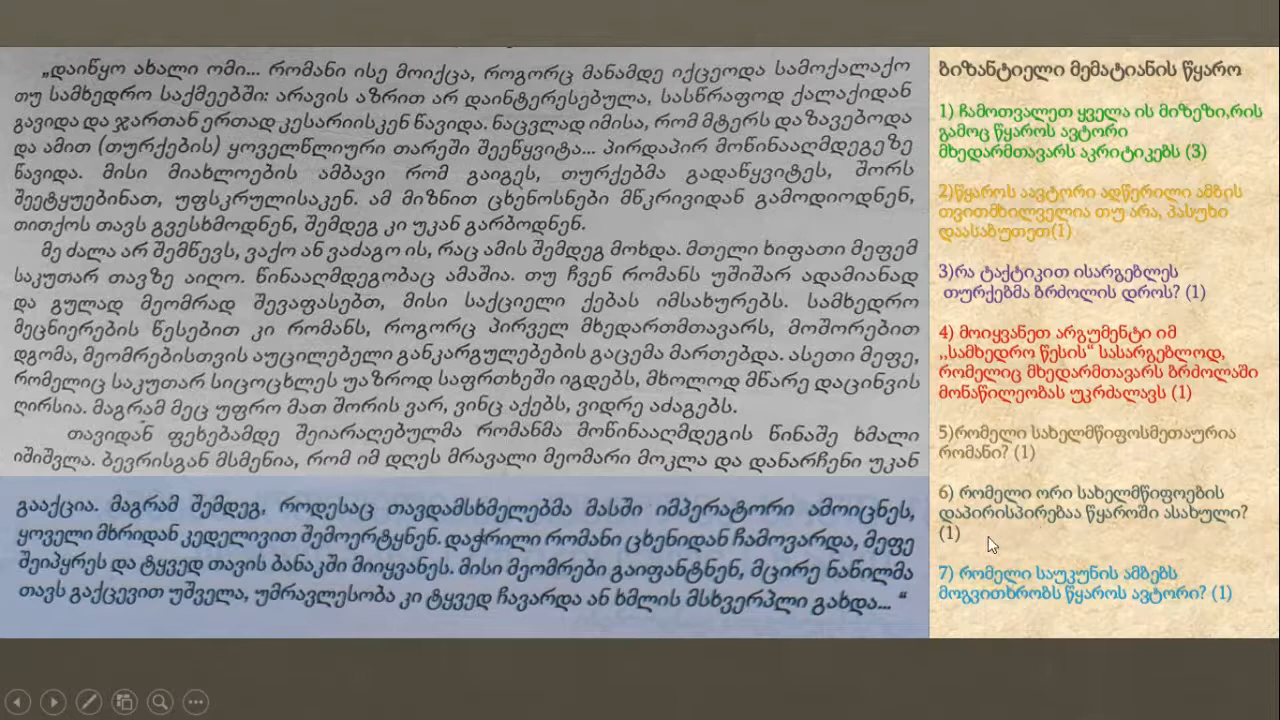 „დაიწყო ახალი ომი... რომანი ისე მოიქცა, როგორც მანამდე იქცეოდა სამოქალაქო
თუ სამხედრო საქმეებში: არავის აზრით არ დაინტერესებულა, სასწრაფოდ ქალაქიდან
გავიდა და ჯართან ერთად კესარიისკენ წავიდა. ნაცვლად იმისა, რომ მტერს დაზავებოდა
და ამით (თურქების) ყოველწლიური თარეში შეეწყვიტა... პირდაპირ მოწინააღმდეგეზე
წავიდა. მისი მიახლოების ამბავი რომ გაიგეს, თურქებმა გადაწყვიტეს, შორს
შეეტყუებინათ, უფსკრულისაკენ. ამ მიზნით ცხენოსნები მწკრივიდან გამოდიოდნენ,
თითქოს თავს გვესხმოდნენ, შემდეგ კი უკან გარბოდნენ.
მე ძალა არ შემწევს, ვაქო ან ვაძაგო ის, რაც ამის შემდეგ მოხდა. მთელი ხიფათი მეფემ
საკუთარ თავზე აიღო. წინააღმდეგობაც ამაშია. თუ ჩვენ რომანს უშიშარ ადამიანად
და გულად მეომრად შევაფასებთ, მისი საქციელი ქებას იმსახურებს. სამხედრო
მეცნიერების წესებით კი რომანს, როგორც პირველ მხედართმთავარს, მოშორებით
დგომა, მეომრებისთვის აუცილებელი განკარგულებების გაცემა მართებდა. ასეთი მეფე,
რომელიც საკუთარ სიცოცხლეს უაზროდ საფრთხეში იგდებს, მხოლოდ მწარე დაცინვის
ღირსია. მაგრამ მეც უფრო მათ შორის ვარ, ვინც აქებს, ვიდრე აძაგებს.
თავიდან ფეხებამდე შეიარაღებულმა რომანმა მოწინააღმდეგის წინაშე ხმალი
იშიშვლა. ბევრისგან მსმენია, რომ იმ დღეს მრავალი მეომარი მოკლა და დანარჩენი უკან
გააქცია. მაგრამ შემდეგ, როდესაც თავდამსხმელებმა მასში იმპერატორი ამოიცნეს,
ყოველი მხრიდან კედელივით შემოერტყნენ. დაჭრილი რომანი ცხენიდან ჩამოვარდა, მეფე
შეიპყრეს და ტყვედ თავის ბანაკში მიიყვანეს. მისი მეომრები გაიფანტნენ, მცირე ნაწილმა
თავს გაქცევით უშველა, უმრავლესობა კი ტყვედ ჩავარდა ან ხმლის მსხვერპლი გახდა... “
ბიზანტიელი მემატიანის წყარო
1) ჩამოთვალეთ ყველა ის მიზეზი,რის
გამოც წყაროს ავტორი
მხედარმთავარს აკრიტიკებს (3)
2)წყაროს აავტორი აღწერილი ამბის
თვითმხილველია თუ არა, პასუხი
დაასაბუთეთ(1)
3)რა ტაქტიკით ისარგებლეს
თურქებმა ბრძოლის დროს? (1)
4) მოიყვანეთ არგუმენტი იმ
,,სამხედრო წესის“ სასარგებლოდ,
რომელიც მხედარმთავარს ბრძოლაში
მონაწილეობას უკრძალავს (1)
5)რომელი სახელმწიფოსმეთაურია
რომანი? (1)
6) რომელი ორი სახელმწიფოების
დაპირისპირებაა წყაროში ასახული?
(1)
7) რომელი საუკუნის ამბებს
მოგვითხრობს წყაროს ავტორი? (1)